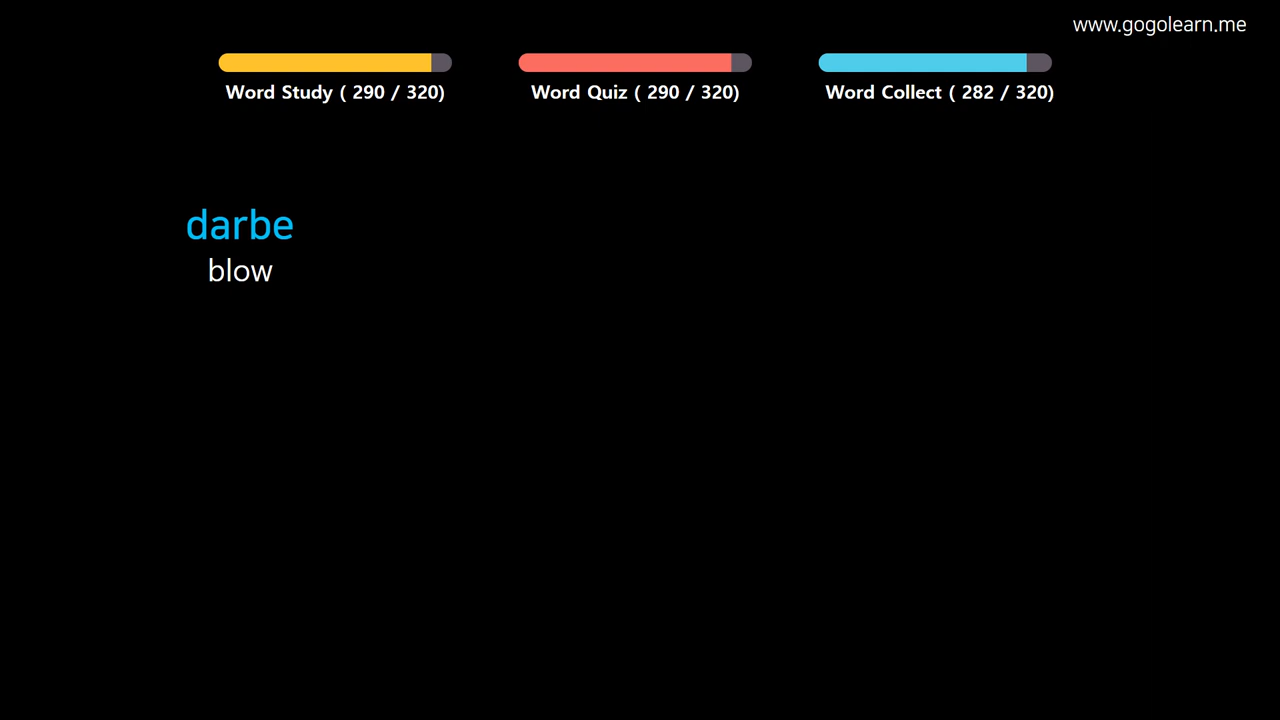 www.gogolearn.me
Word Study ( 290 / 320)
Word Quiz ( 290 / 320)
Word Collect ( 282 / 320)
darbe
blow